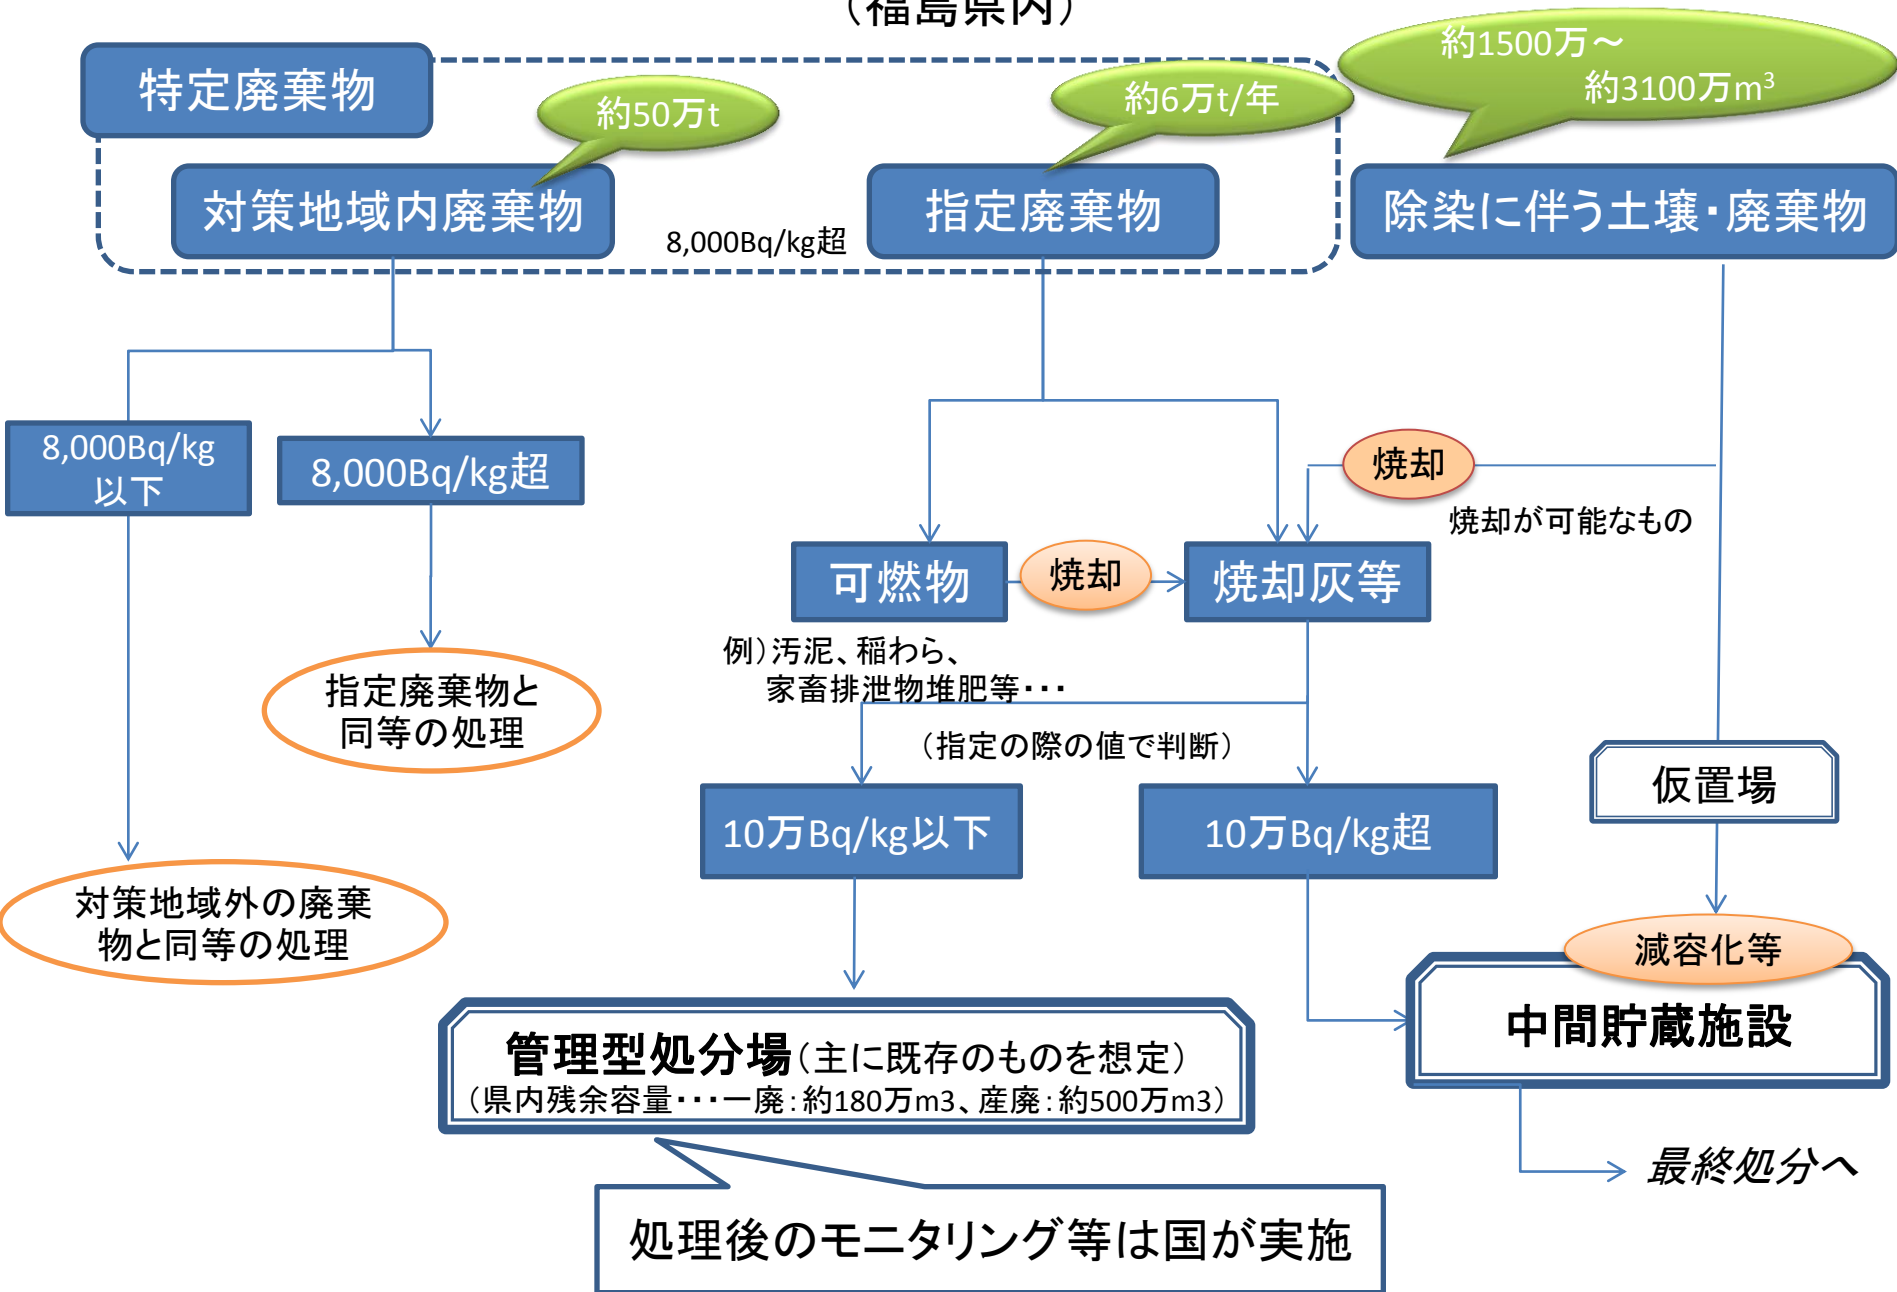 （福島県内）
特定廃棄物
約50万t
約6万t/年
約1500万～
約3100万m³
対策地域内廃棄物
8,000Bq/kg超
指定廃棄物
除染に伴う土壌・廃棄物
8,000Bq/kg
以下
8,000Bq/kg超
焼却
焼却が可能なもの
可燃物
焼却
焼却灰等
例）汚泥、稲わら、
家畜排泄物堆肥等・・・
指定廃棄物と
同等の処理
（指定の際の値で判断）
仮置場
10万Bq/kg以下
10万Bq/kg超
対策地域外の廃棄
物と同等の処理
減容化等
中間貯蔵施設
管理型処分場（主に既存のものを想定）
（県内残余容量・・・一廃：約180万m3、産廃：約500万m3）
最終処分へ
処理後のモニタリング等は国が実施